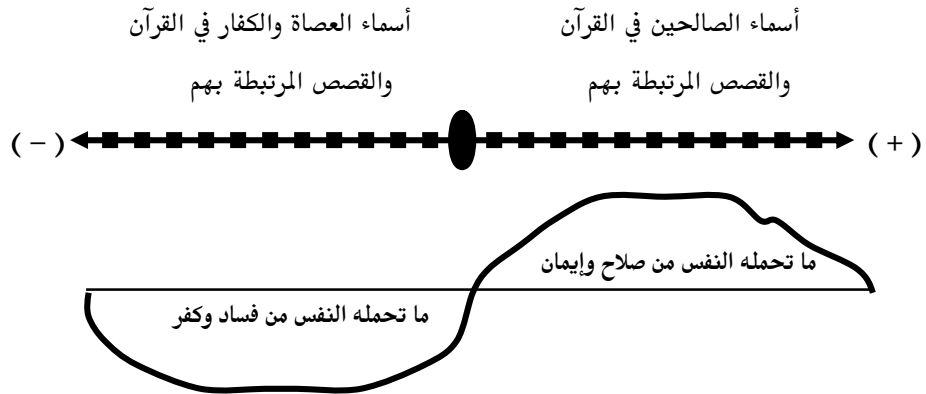 أسماء الصالحين في القرآن
والقصص المرتبطة بهم
أسماء العصاة والكفار في القرآن
والقصص المرتبطة بهم
( + )
( − )
ما تحمله النفس من صلاح وإيمان
ما تحمله النفس من فساد وكفر